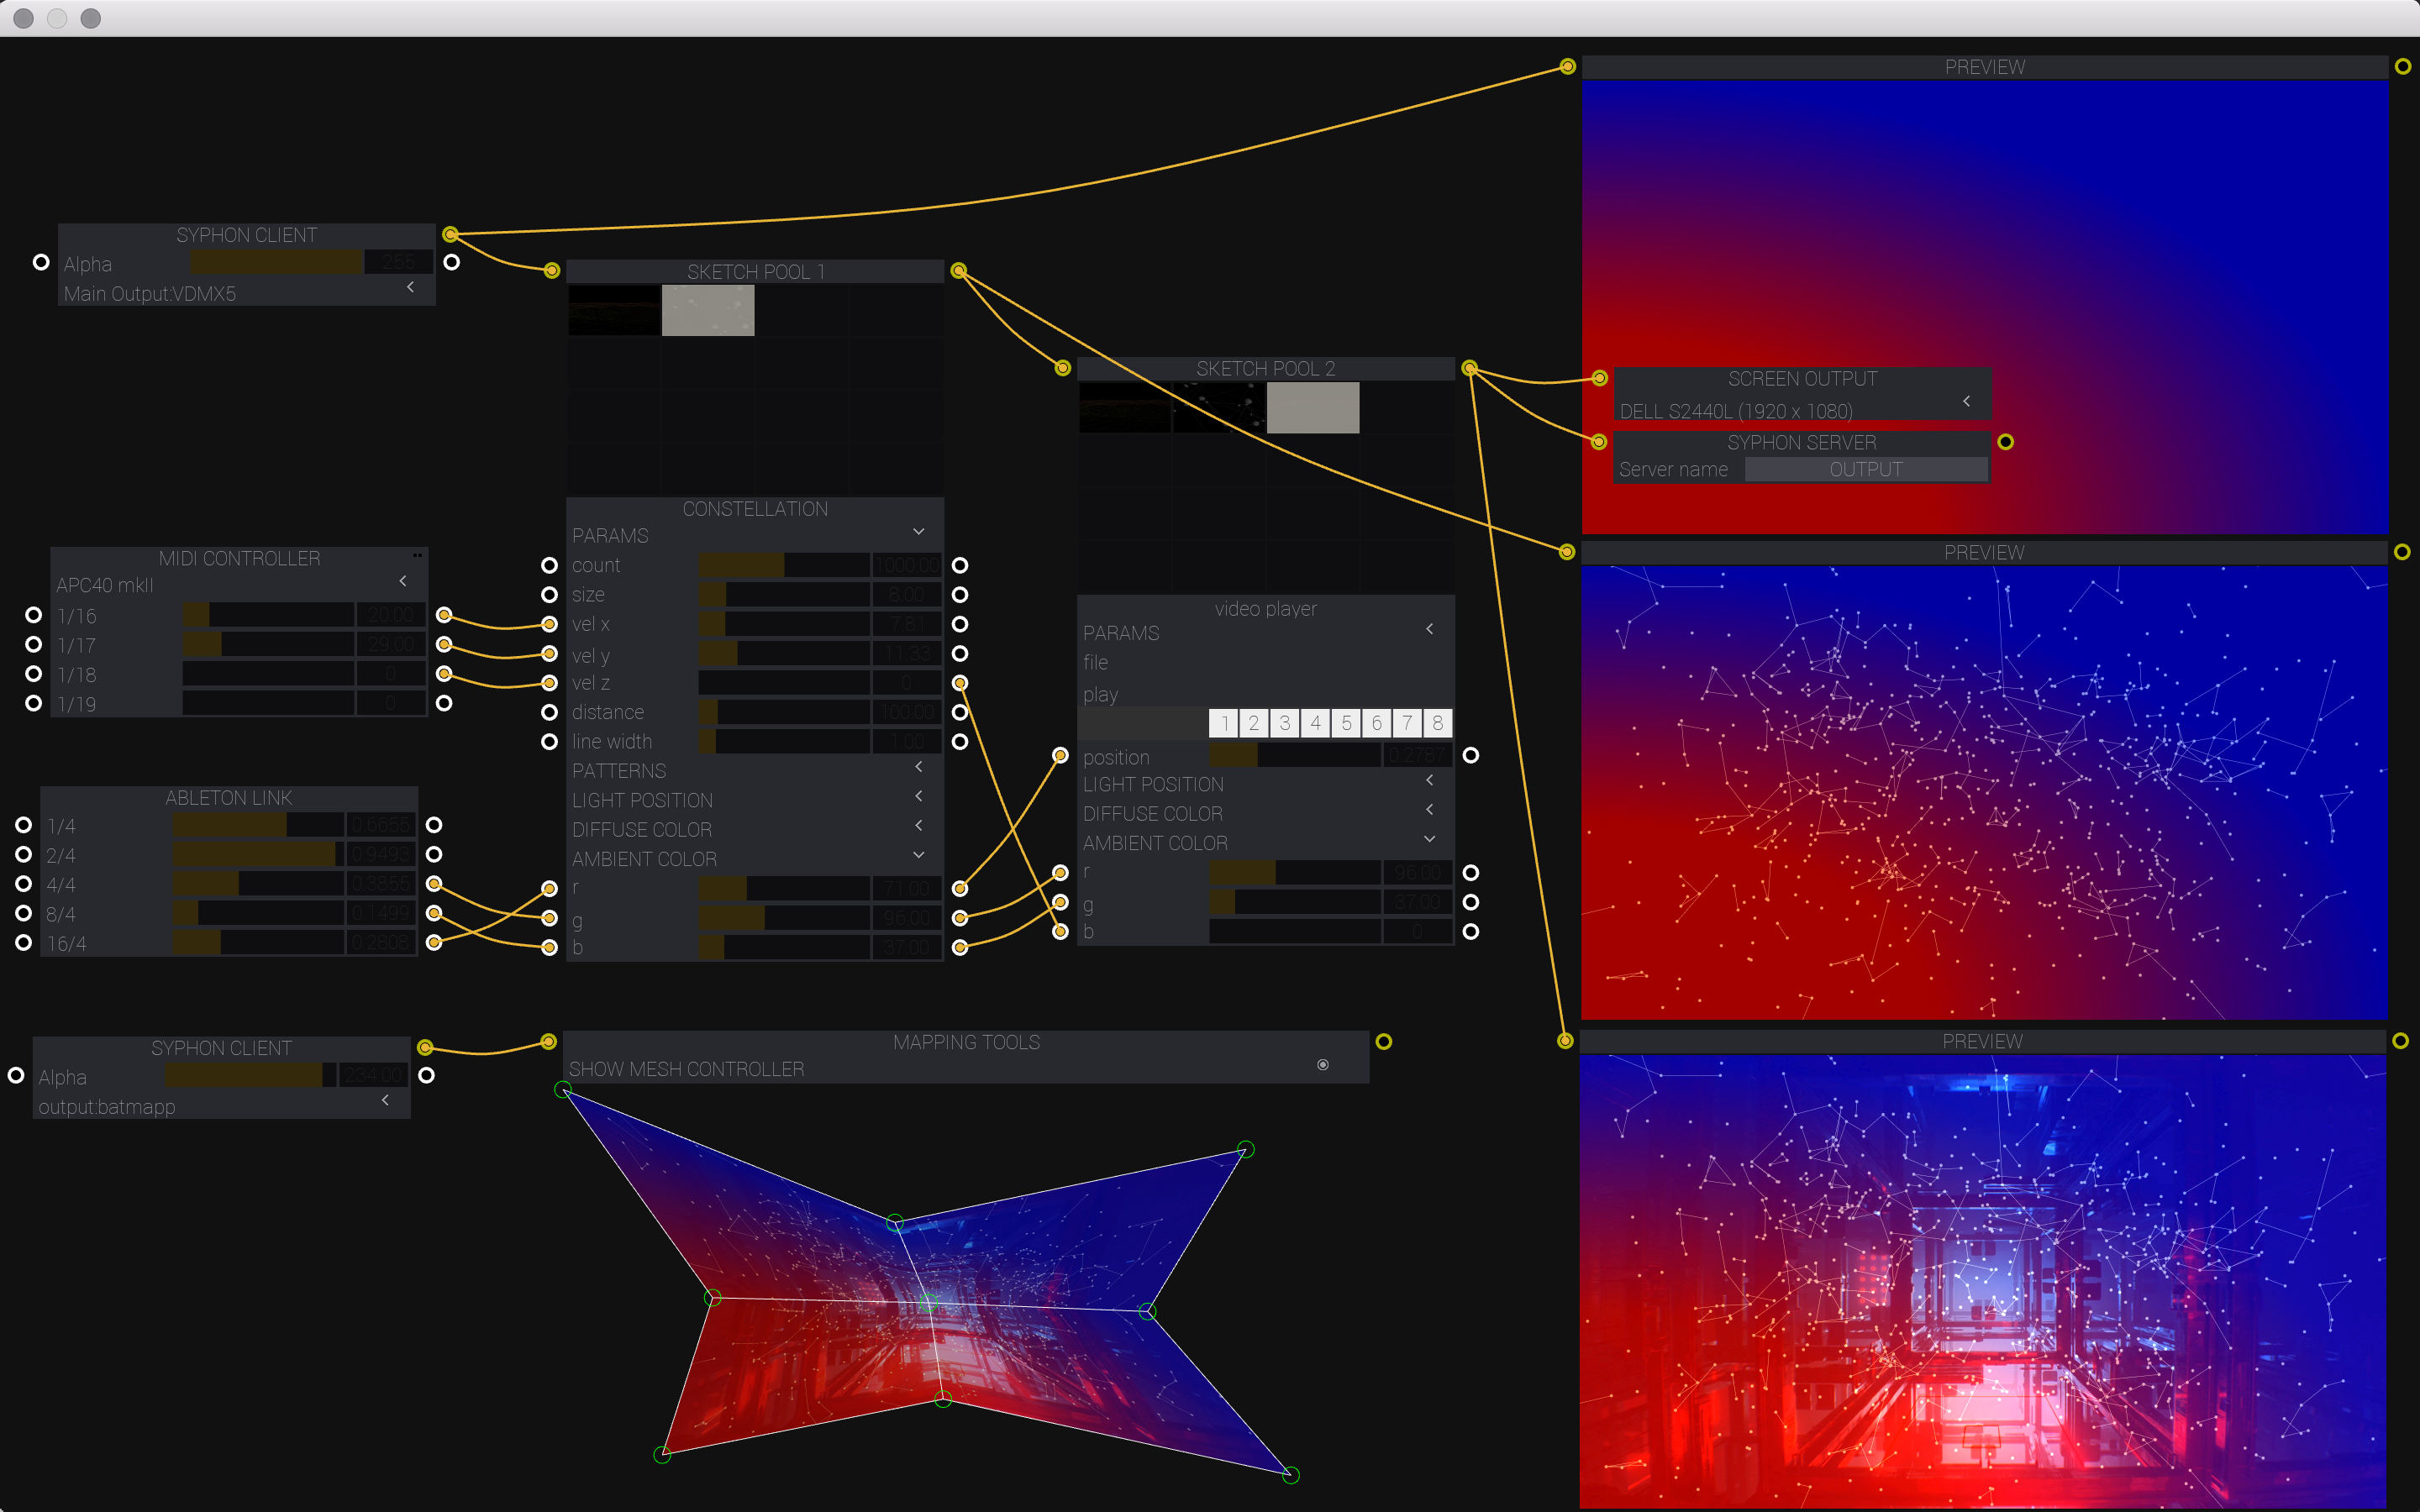 PREVIEW
SYPHON CLIENT
Alpha 255
Main Output:VDMX5
SKETCH POOL 1
SKETCH POOL 2
SCREEN OUTPUT
DELL S2440L (1920 x 1080)
SYPHON SERVER
Server name OUTPUT
CONSTELLATION
PARAMS
count 1000.00
size 8.00
vel x 7.81
vel y 11.33
vel z 0
distance 100.00
line width 1.00
PATTERNS
LIGHT POSITION
DIFFUSE COLOR
AMBIENT COLOR
r 71.00
g 96.00
b 37.00
MIDI CONTROLLER
APC40 mkII
1/16 20.00
1/17 29.00
1/18 0
1/19 0
PREVIEW
video player
PARAMS
file
play
1 2 3 4 5 6 7 8
position 0.2787
LIGHT POSITION
DIFFUSE COLOR
AMBIENT COLOR
r 96.00
g 37.00
b 0
ABLETON LINK
1/4 0.6655
2/4 0.9493
4/4 0.3855
8/4 0.1499
16/4 0.2808
SYPHON CLIENT
Alpha 234.00
output:batmapp
MAPPING TOOLS
SHOW MESH CONTROLLER
PREVIEW